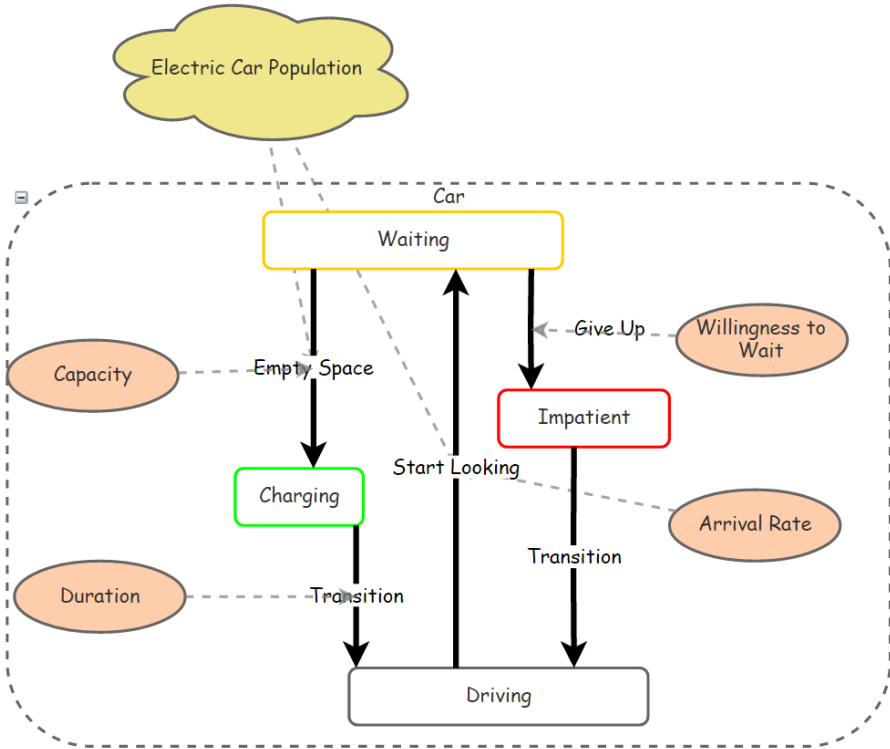 Electric Car Population
Car
Waiting
Give Up
Willingness to
Wait
Capacity
Empty Space
Impatient
Start Looking
Charging
Arrival Rate
Transition
Duration
Transition
Driving